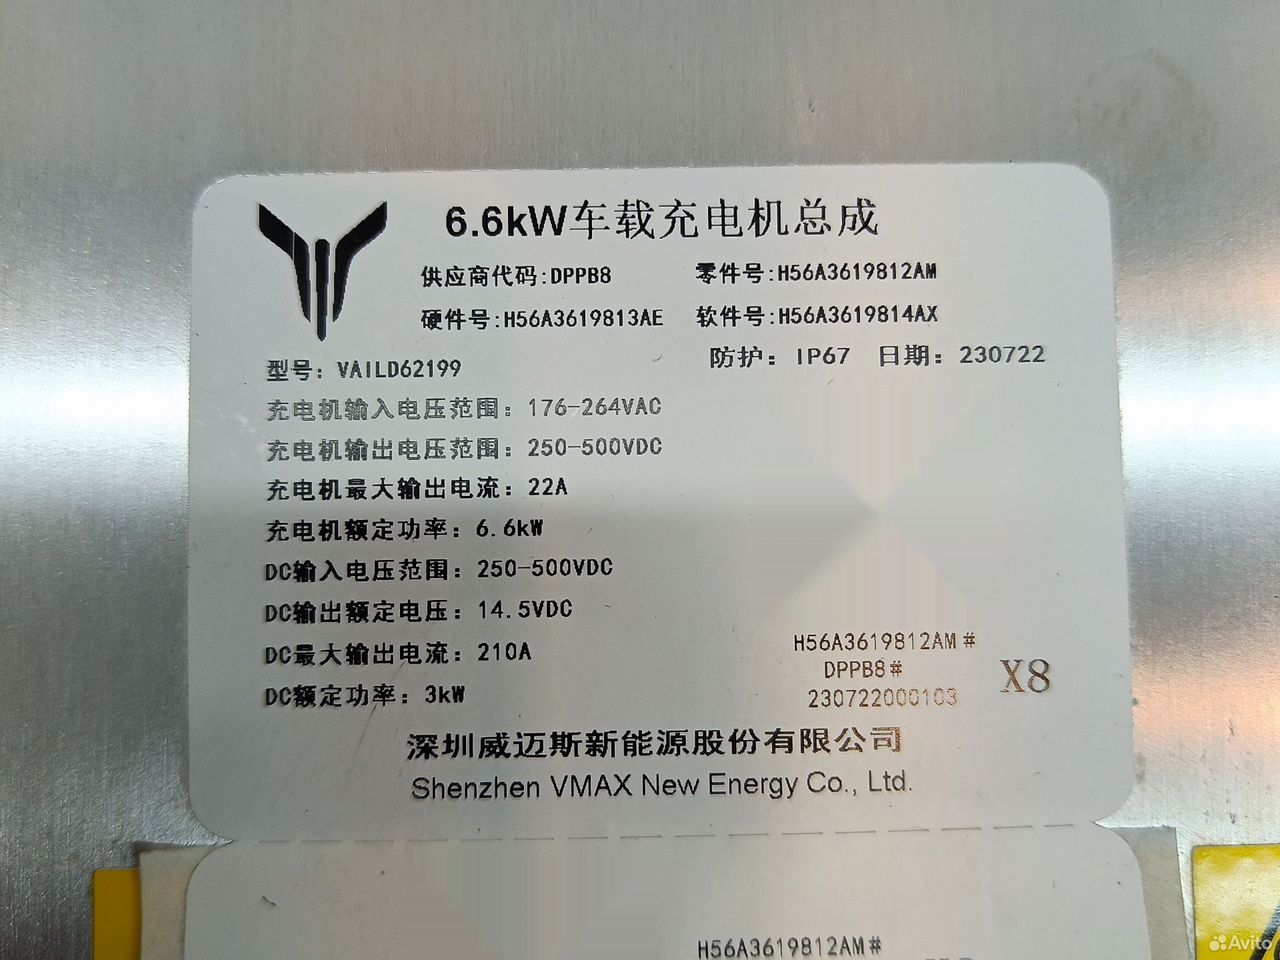 6.6kW车载充电机总成
供应商代码:DPPB8 零件号:H56A3619812AM
硬件号:H56A3619813AE 软件号:H56A3619814AX
防护: IP67 日期: 230722
型号: VAILD62199
充电机输入电压范围: 176-264VAC
充电机输出电压范围: 250-500VDC
充电机最大输出电流: 22A
充电机额定功率: 6.6kW
DC输入电压范围: 250-500VDC
DC输出额定电压: 14.5VDC
DC最大输出电流: 210A
DC额定功率: 3kW
H56A3619812AM#
DPPB8#
230722000103
X8
深圳威迈斯新能源股份有限公司
Shenzhen VMAX New Energy Co., Ltd.
H56A3619812AM#
Avito